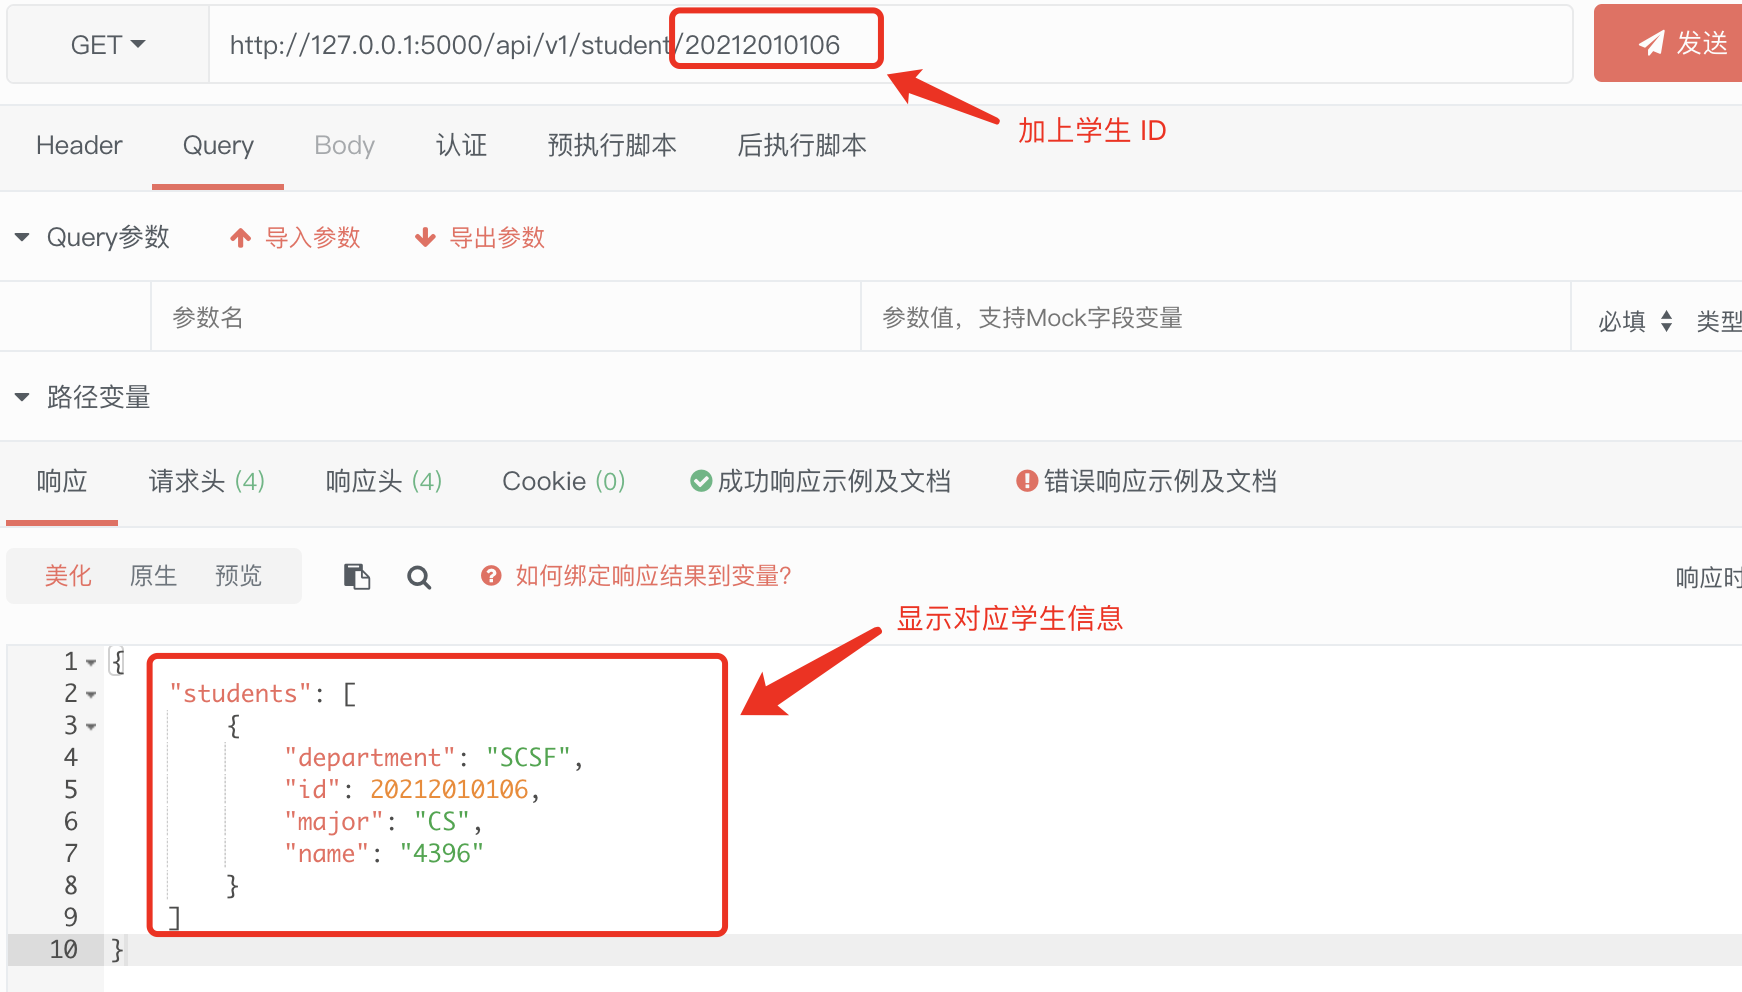 GET http://127.0.0.1:5000/api/v1/student/20212010106 发送
加上学生 ID
Header Query Body 认证 预执行脚本 后执行脚本
Query参数 导入参数 导出参数
参数名 参数值，支持Mock字段变量 必填 类型
路径变量
响应 请求头 (4) 响应头 (4) Cookie (0) 成功响应示例及文档 错误响应示例及文档
美化 原生 预览 如何绑定响应结果到变量? 响应时
显示对应学生信息
1 {
2 "students": [
3 {
4 "department": "SCSF",
5 "id": 20212010106,
6 "major": "CS",
7 "name": "4396"
8 }
9 ]
10 }